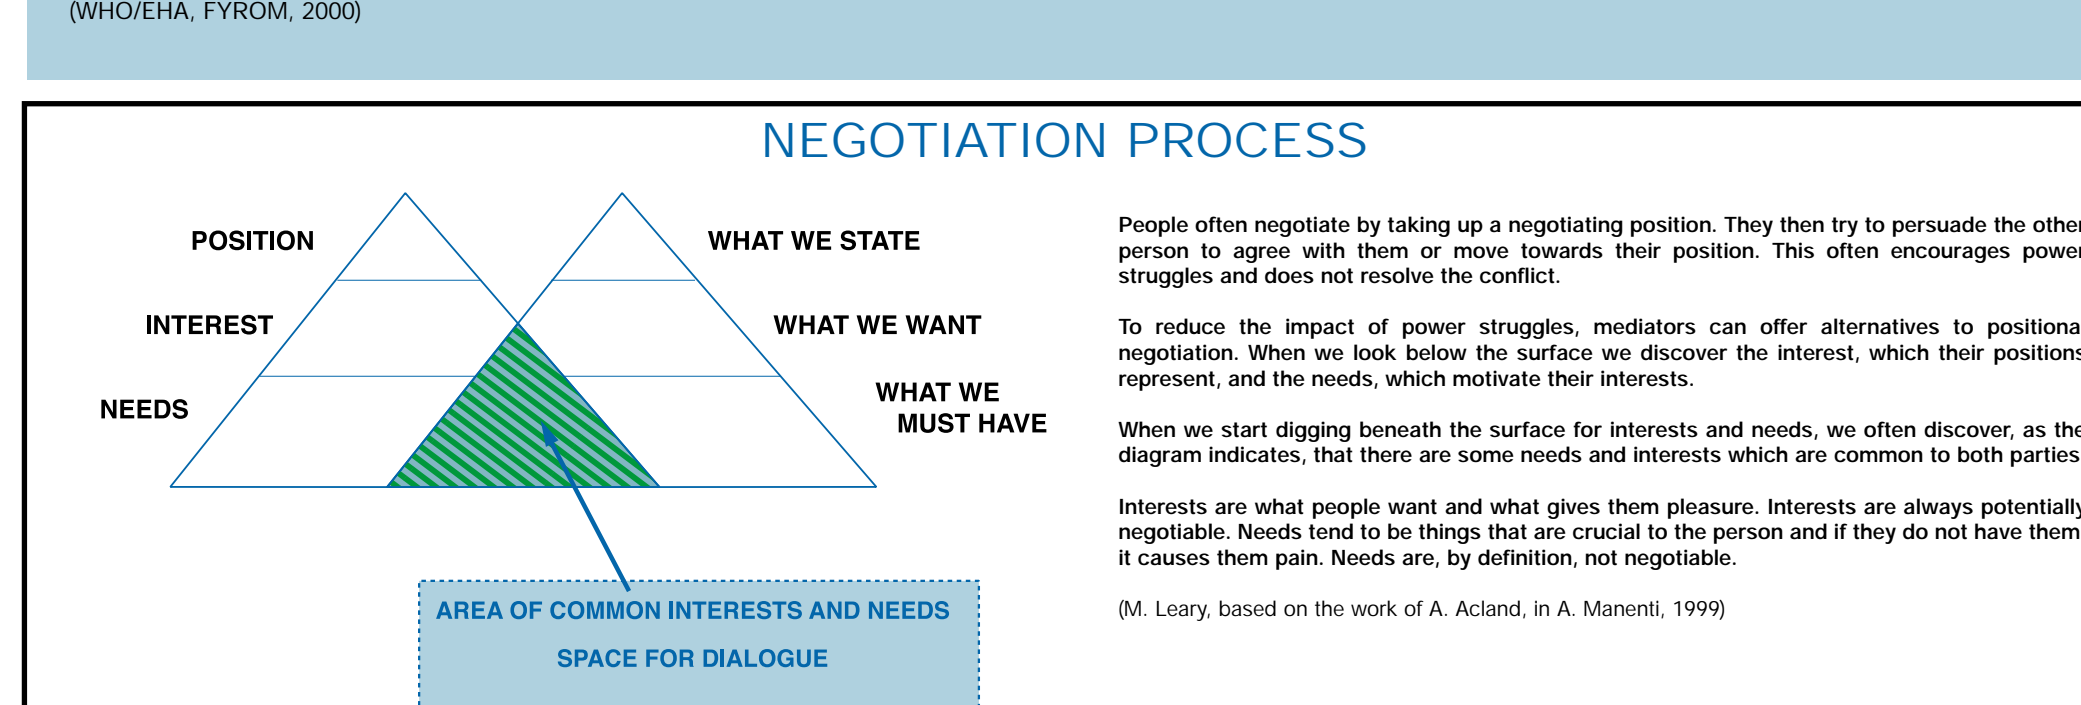 (WHO/EHA, FYROM, 2000)
NEGOTIATION PROCESS
POSITION
INTEREST
NEEDS
WHAT WE STATE
WHAT WE WANT
WHAT WE
MUST HAVE
AREA OF COMMON INTERESTS AND NEEDS
SPACE FOR DIALOGUE
People often negotiate by taking up a negotiating position. They then try to persuade the other
person to agree with them or move towards their position. This often encourages power
struggles and does not resolve the conflict.
To reduce the impact of power struggles, mediators can offer alternatives to positional
negotiation. When we look below the surface we discover the interest, which their positions
represent, and the needs, which motivate their interests.
When we start digging beneath the surface for interests and needs, we often discover, as the
diagram indicates, that there are some needs and interests which are common to both parties
Interests are what people want and what gives them pleasure. Interests are always potentially
negotiable. Needs tend to be things that are crucial to the person and if they do not have them
it causes them pain. Needs are, by definition, not negotiable.
(M. Leary, based on the work of A. Acland, in A. Manenti, 1999)